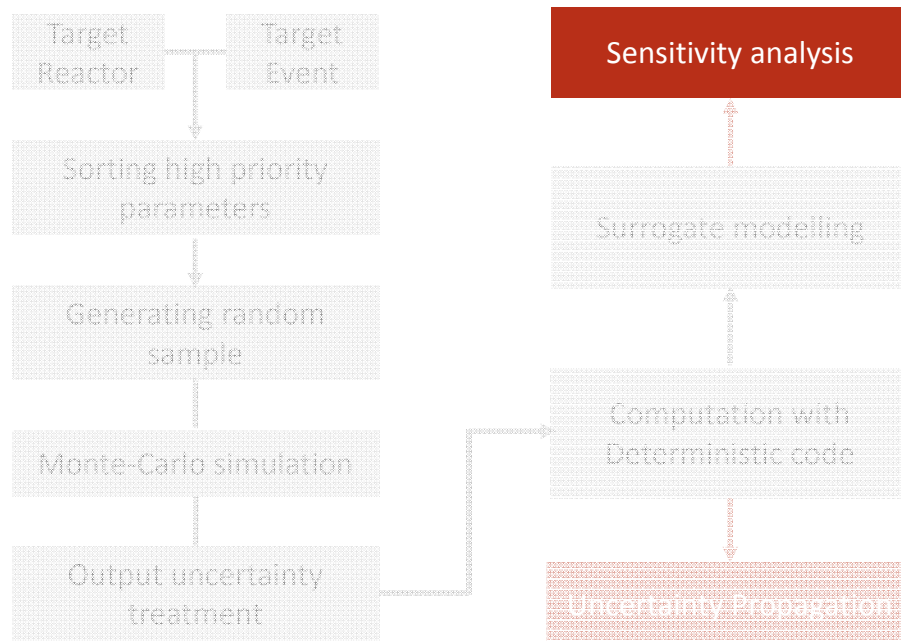 Target
Reactor
Target
Event
Sorting high priority
parameters
Generating random
sample
Monte-Carlo simulation
Output uncertainty
treatment
Sensitivity analysis
Surrogate modelling
Computation with
Deterministic code
Uncertainty Propagation